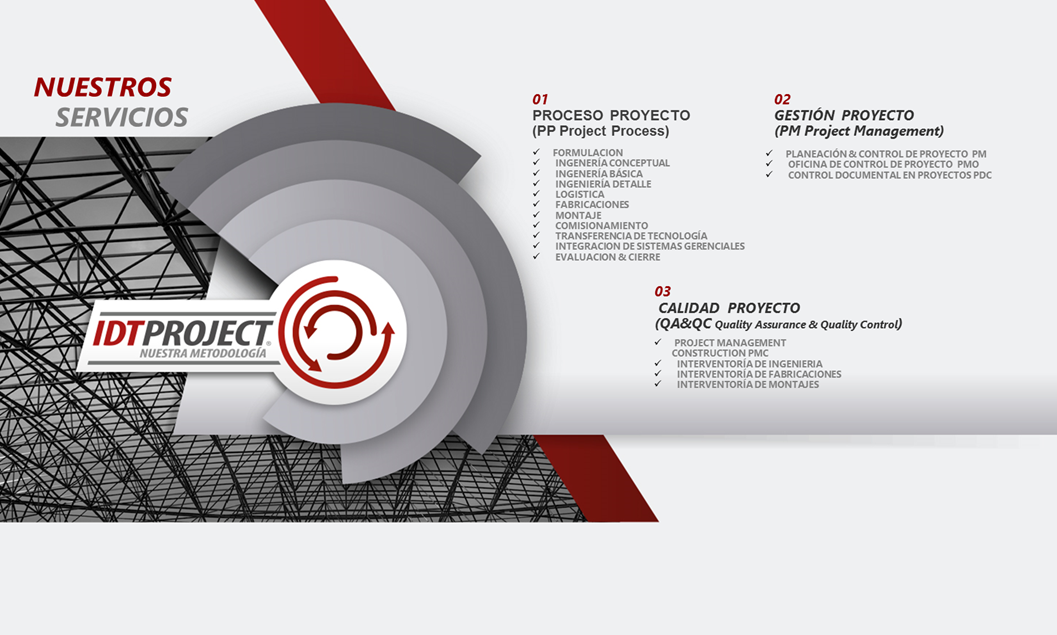 NUESTROS
SERVICIOS
IDTPROJECT®
NUESTRA METODOLOGÍA
01
PROCESO PROYECTO
(PP Project Process)
✓ FORMULACION
✓ INGENERÍA CONCEPTUAL
✓ INGENERÍA BÁSICA
✓ INGENIERÍA DETALLE
✓ LOGISTICA
✓ FABRICACIONES
✓ MONTAJE
✓ COMISIONAMIENTO
✓ TRANSFERENCIA DE TECNOLOGÍA
✓ INTEGRACION DE SISTEMAS GERENCIALES
✓ EVALUACION & CIERRE
02
GESTIÓN PROYECTO
(PM Project Management)
✓ PLANEACIÓN & CONTROL DE PROYECTO PM
✓ OFICINA DE CONTROL DE PROYECTO PMO
✓ CONTROL DOCUMENTAL EN PROYECTOS PDC
03
CALIDAD PROYECTO
(QA&QC Quality Assurance & Quality Control)
✓ PROJECT MANAGEMENT
CONSTRUCTION PMC
✓ INTERVENTORÍA DE INGENIERIA
✓ INTERVENTORÍA DE FABRICACIONES
✓ INTERVENTORÍA DE MONTAJES